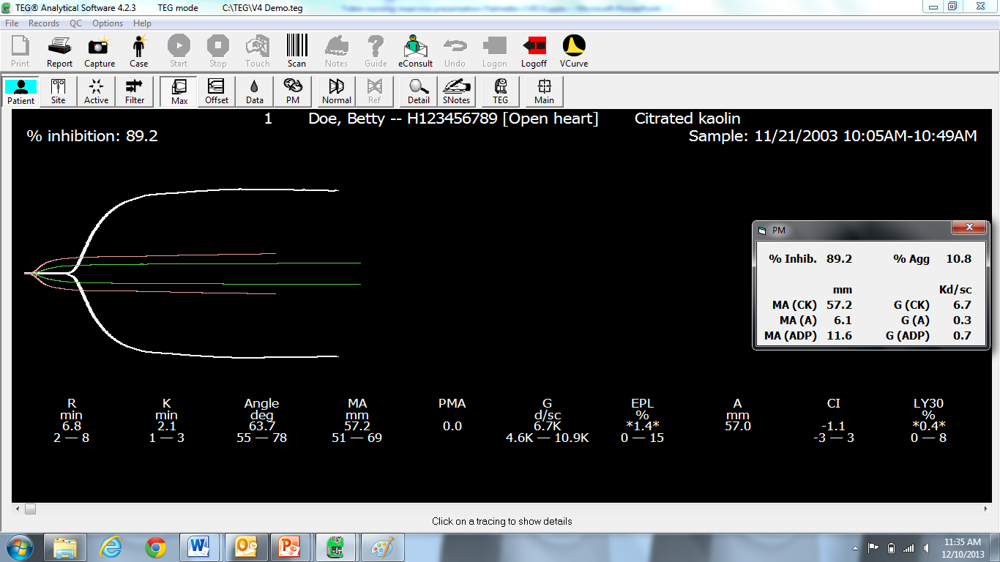 TEG® Analytical Software 4.2.3 TEG mode C:\TEG\V4 Demo.teg
File Records QC Options Help
Print Report Capture Case Start Stop Touch Scan Notes Guide eConsult Undo Logon Logoff VCurve
Patient Site Active Filter Max Offset Data PM Normal Ref Detail SNotes TEG Main
1 Doe, Betty -- H123456789 [Open heart] Citrated kaolin
% inhibition: 89.2 Sample: 11/21/2003 10:05AM-10:49AM
PM
% Inhib. 89.2 % Agg 10.8
mm Kd/sc
MA (CK) 57.2 G (CK) 6.7
MA (A) 6.1 G (A) 0.3
MA (ADP) 11.6 G (ADP) 0.7
R K Angle MA PMA G EPL A CI LY30
min min deg mm d/sc % mm %
6.8 2.1 63.7 57.2 0.0 6.7K *1.4* 57.0 -1.1 *0.4*
2 — 8 1 — 3 55 — 78 51 — 69 4.6K — 10.9K 0 — 15 -3 — 3 0 — 8
Click on a tracing to show details
11:35 AM
12/10/2013